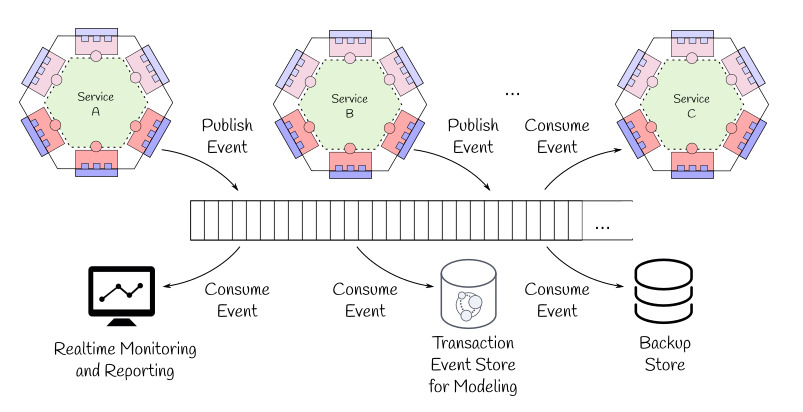 Service
A
Service
B
...
Service
C
Publish
Event
Publish
Event
Consume
Event
...
Consume
Event
Consume
Event
Consume
Event
Realtime Monitoring
and Reporting
Transaction
Event Store
for Modeling
Backup
Store